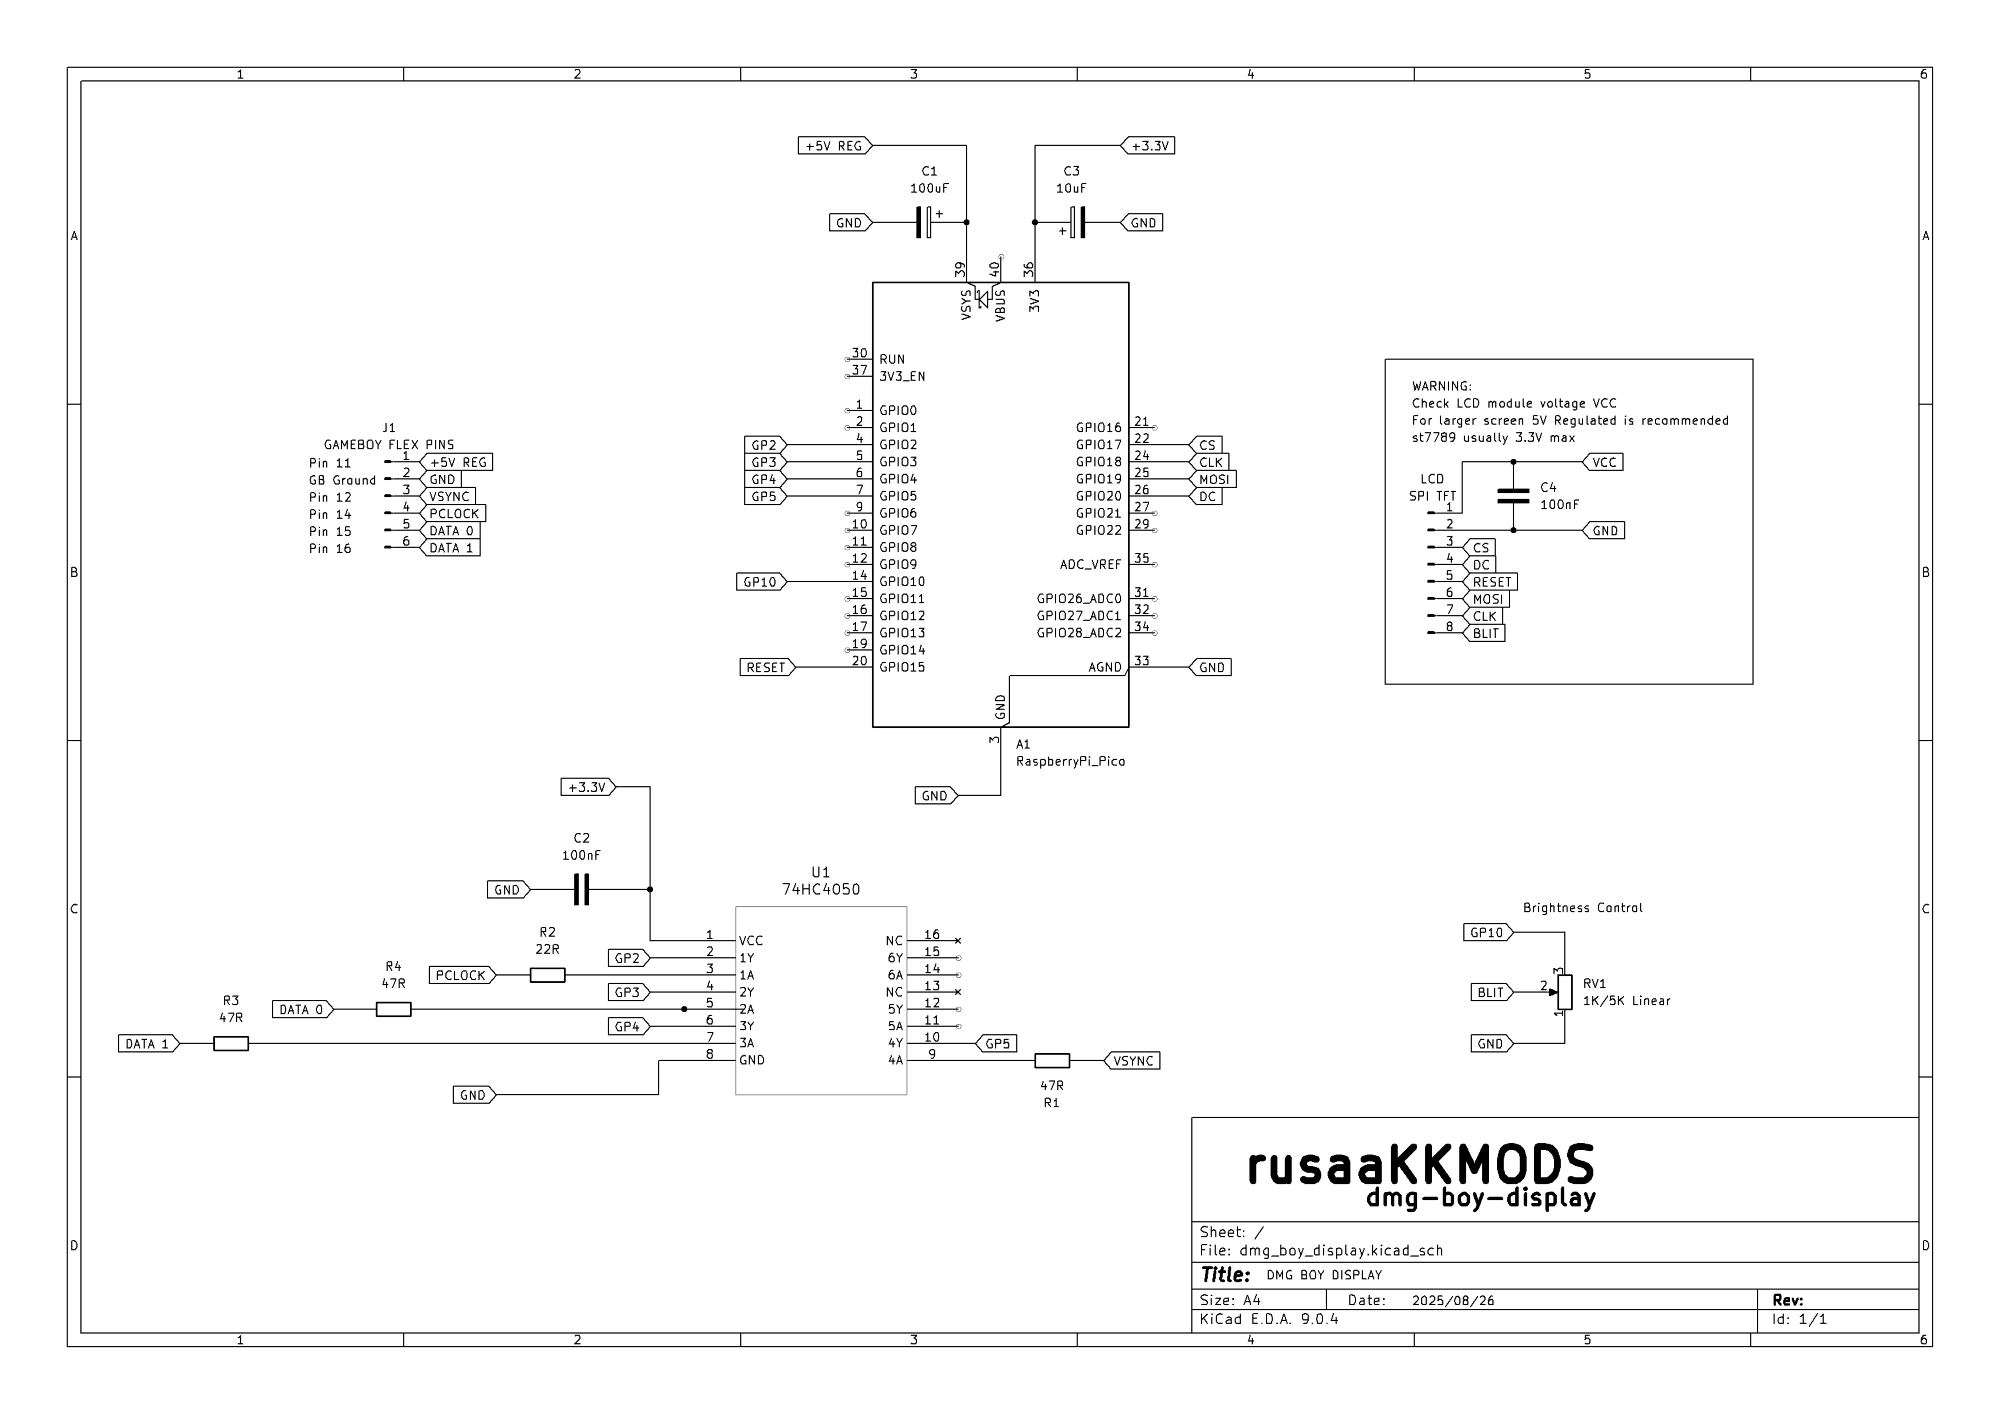 1 2 3 4 5 6
+5V REG
+3.3V
C1
100uF
C3
10uF
GND
+
+
GND
A
A
39
40
36
VSYS
VBUS
3V3
30 RUN
37 3V3_EN
1 GPIO0
2 GPIO1
GP2 4 GPIO2
GP3 5 GPIO3
GP4 6 GPIO4
GP5 7 GPIO5
9 GPIO6
10 GPIO7
11 GPIO8
12 GPIO9
GP10 14 GPIO10
15 GPIO11
16 GPIO12
17 GPIO13
19 GPIO14
RESET 20 GPIO15
GPIO16 21
GPIO17 22 CS
GPIO18 24 CLK
GPIO19 25 MOSI
GPIO20 26 DC
GPIO21 27
GPIO22 29
ADC_VREF 35
GPIO26_ADC0 31
GPIO27_ADC1 32
GPIO28_ADC2 34
AGND 33 GND
GND
3
A1
RaspberryPi_Pico
GND
J1
GAMEBOY FLEX PINS
Pin 11 1 +5V REG
GB Ground 2 GND
Pin 12 3 VSYNC
Pin 14 4 PCLOCK
Pin 15 5 DATA 0
Pin 16 6 DATA 1
WARNING:
Check LCD module voltage VCC
For larger screen 5V Regulated is recommended
st7789 usually 3.3V max
VCC
LCD
SPI TFT
C4
100nF
1
2 GND
3 CS
4 DC
5 RESET
6 MOSI
7 CLK
8 BLIT
B
B
+3.3V
C2
100nF
GND
U1
74HC4050
R2
22R
R4
47R
R3
47R
1 VCC
GP2 2 1Y
PCLOCK 3 1A
GP3 4 2Y
DATA 0 5 2A
GP4 6 3Y
DATA 1 7 3A
8 GND
GND
NC 16
6Y 15
6A 14
NC 13
5Y 12
5A 11
4Y 10 GP5
4A 9 VSYNC
47R
R1
C
C
Brightness Control
GP10
3
BLIT 2
RV1
1K/5K Linear
1
GND
rusaaKKMODS
dmg-boy-display
Sheet: /
File: dmg_boy_display.kicad_sch
Title: DMG BOY DISPLAY
Size: A4 Date: 2025/08/26 Rev:
KiCad E.D.A. 9.0.4 Id: 1/1
D
D
1 2 3 4 5 6